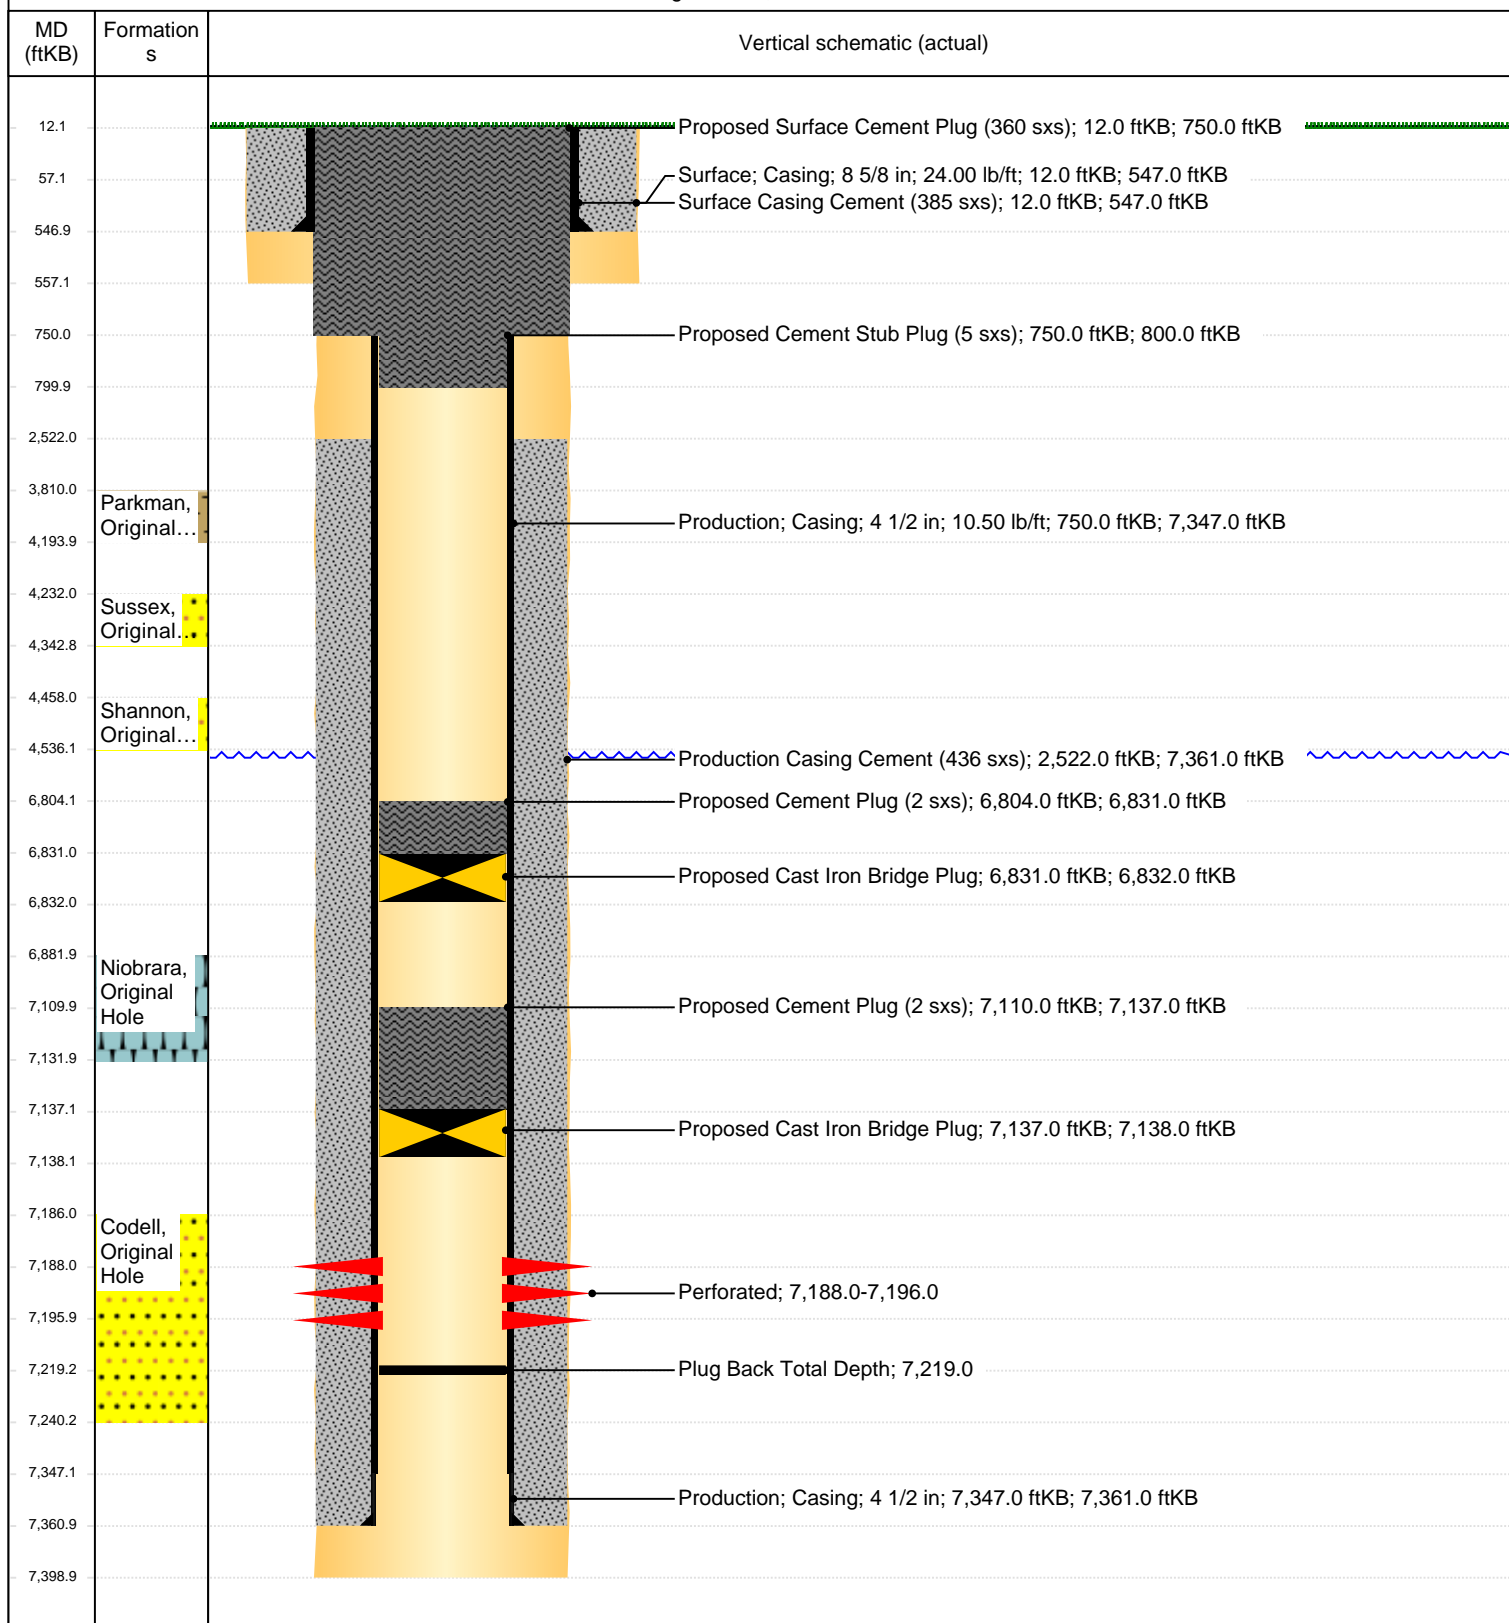 MD
(ftKB)
Formation
s
Vertical schematic (actual)
12.1
Proposed Surface Cement Plug (360 sxs); 12.0 ftKB; 750.0 ftKB
57.1
Surface; Casing; 8 5/8 in; 24.00 lb/ft; 12.0 ftKB; 547.0 ftKB
Surface Casing Cement (385 sxs); 12.0 ftKB; 547.0 ftKB
546.9
557.1
750.0
Proposed Cement Stub Plug (5 sxs); 750.0 ftKB; 800.0 ftKB
799.9
2,522.0
3,810.0
Parkman,
Original...
Production; Casing; 4 1/2 in; 10.50 lb/ft; 750.0 ftKB; 7,347.0 ftKB
4,193.9
4,232.0
Sussex,
Original...
4,342.8
4,458.0
Shannon,
Original...
4,536.1
Production Casing Cement (436 sxs); 2,522.0 ftKB; 7,361.0 ftKB
6,804.1
Proposed Cement Plug (2 sxs); 6,804.0 ftKB; 6,831.0 ftKB
6,831.0
Proposed Cast Iron Bridge Plug; 6,831.0 ftKB; 6,832.0 ftKB
6,832.0
6,881.9
Niobrara,
Original
Hole
7,109.9
Proposed Cement Plug (2 sxs); 7,110.0 ftKB; 7,137.0 ftKB
7,131.9
7,137.1
Proposed Cast Iron Bridge Plug; 7,137.0 ftKB; 7,138.0 ftKB
7,138.1
7,186.0
Codell,
Original
Hole
7,188.0
Perforated; 7,188.0-7,196.0
7,195.9
7,219.2
Plug Back Total Depth; 7,219.0
7,240.2
7,347.1
Production; Casing; 4 1/2 in; 7,347.0 ftKB; 7,361.0 ftKB
7,360.9
7,398.9